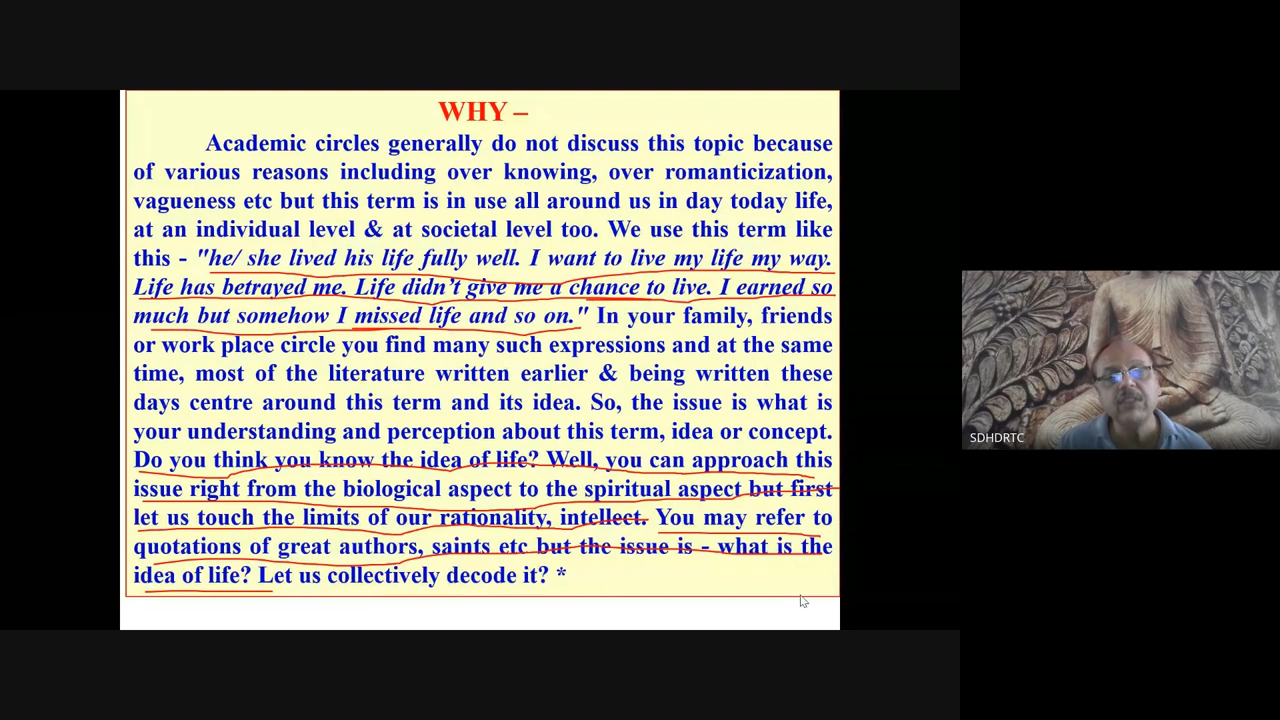 WHY –
Academic circles generally do not discuss this topic because
of various reasons including over knowing, over romanticization,
vagueness etc but this term is in use all around us in day today life,
at an individual level & at societal level too. We use this term like
this - "he/ she lived his life fully well. I want to live my life my way.
Life has betrayed me. Life didn’t give me a chance to live. I earned so
much but somehow I missed life and so on." In your family, friends
or work place circle you find many such expressions and at the same
time, most of the literature written earlier & being written these
days centre around this term and its idea. So, the issue is what is
your understanding and perception about this term, idea or concept.
Do you think you know the idea of life? Well, you can approach this
issue right from the biological aspect to the spiritual aspect but first
let us touch the limits of our rationality, intellect. You may refer to
quotations of great authors, saints etc but the issue is - what is the
idea of life? Let us collectively decode it? *
SDHDRTC